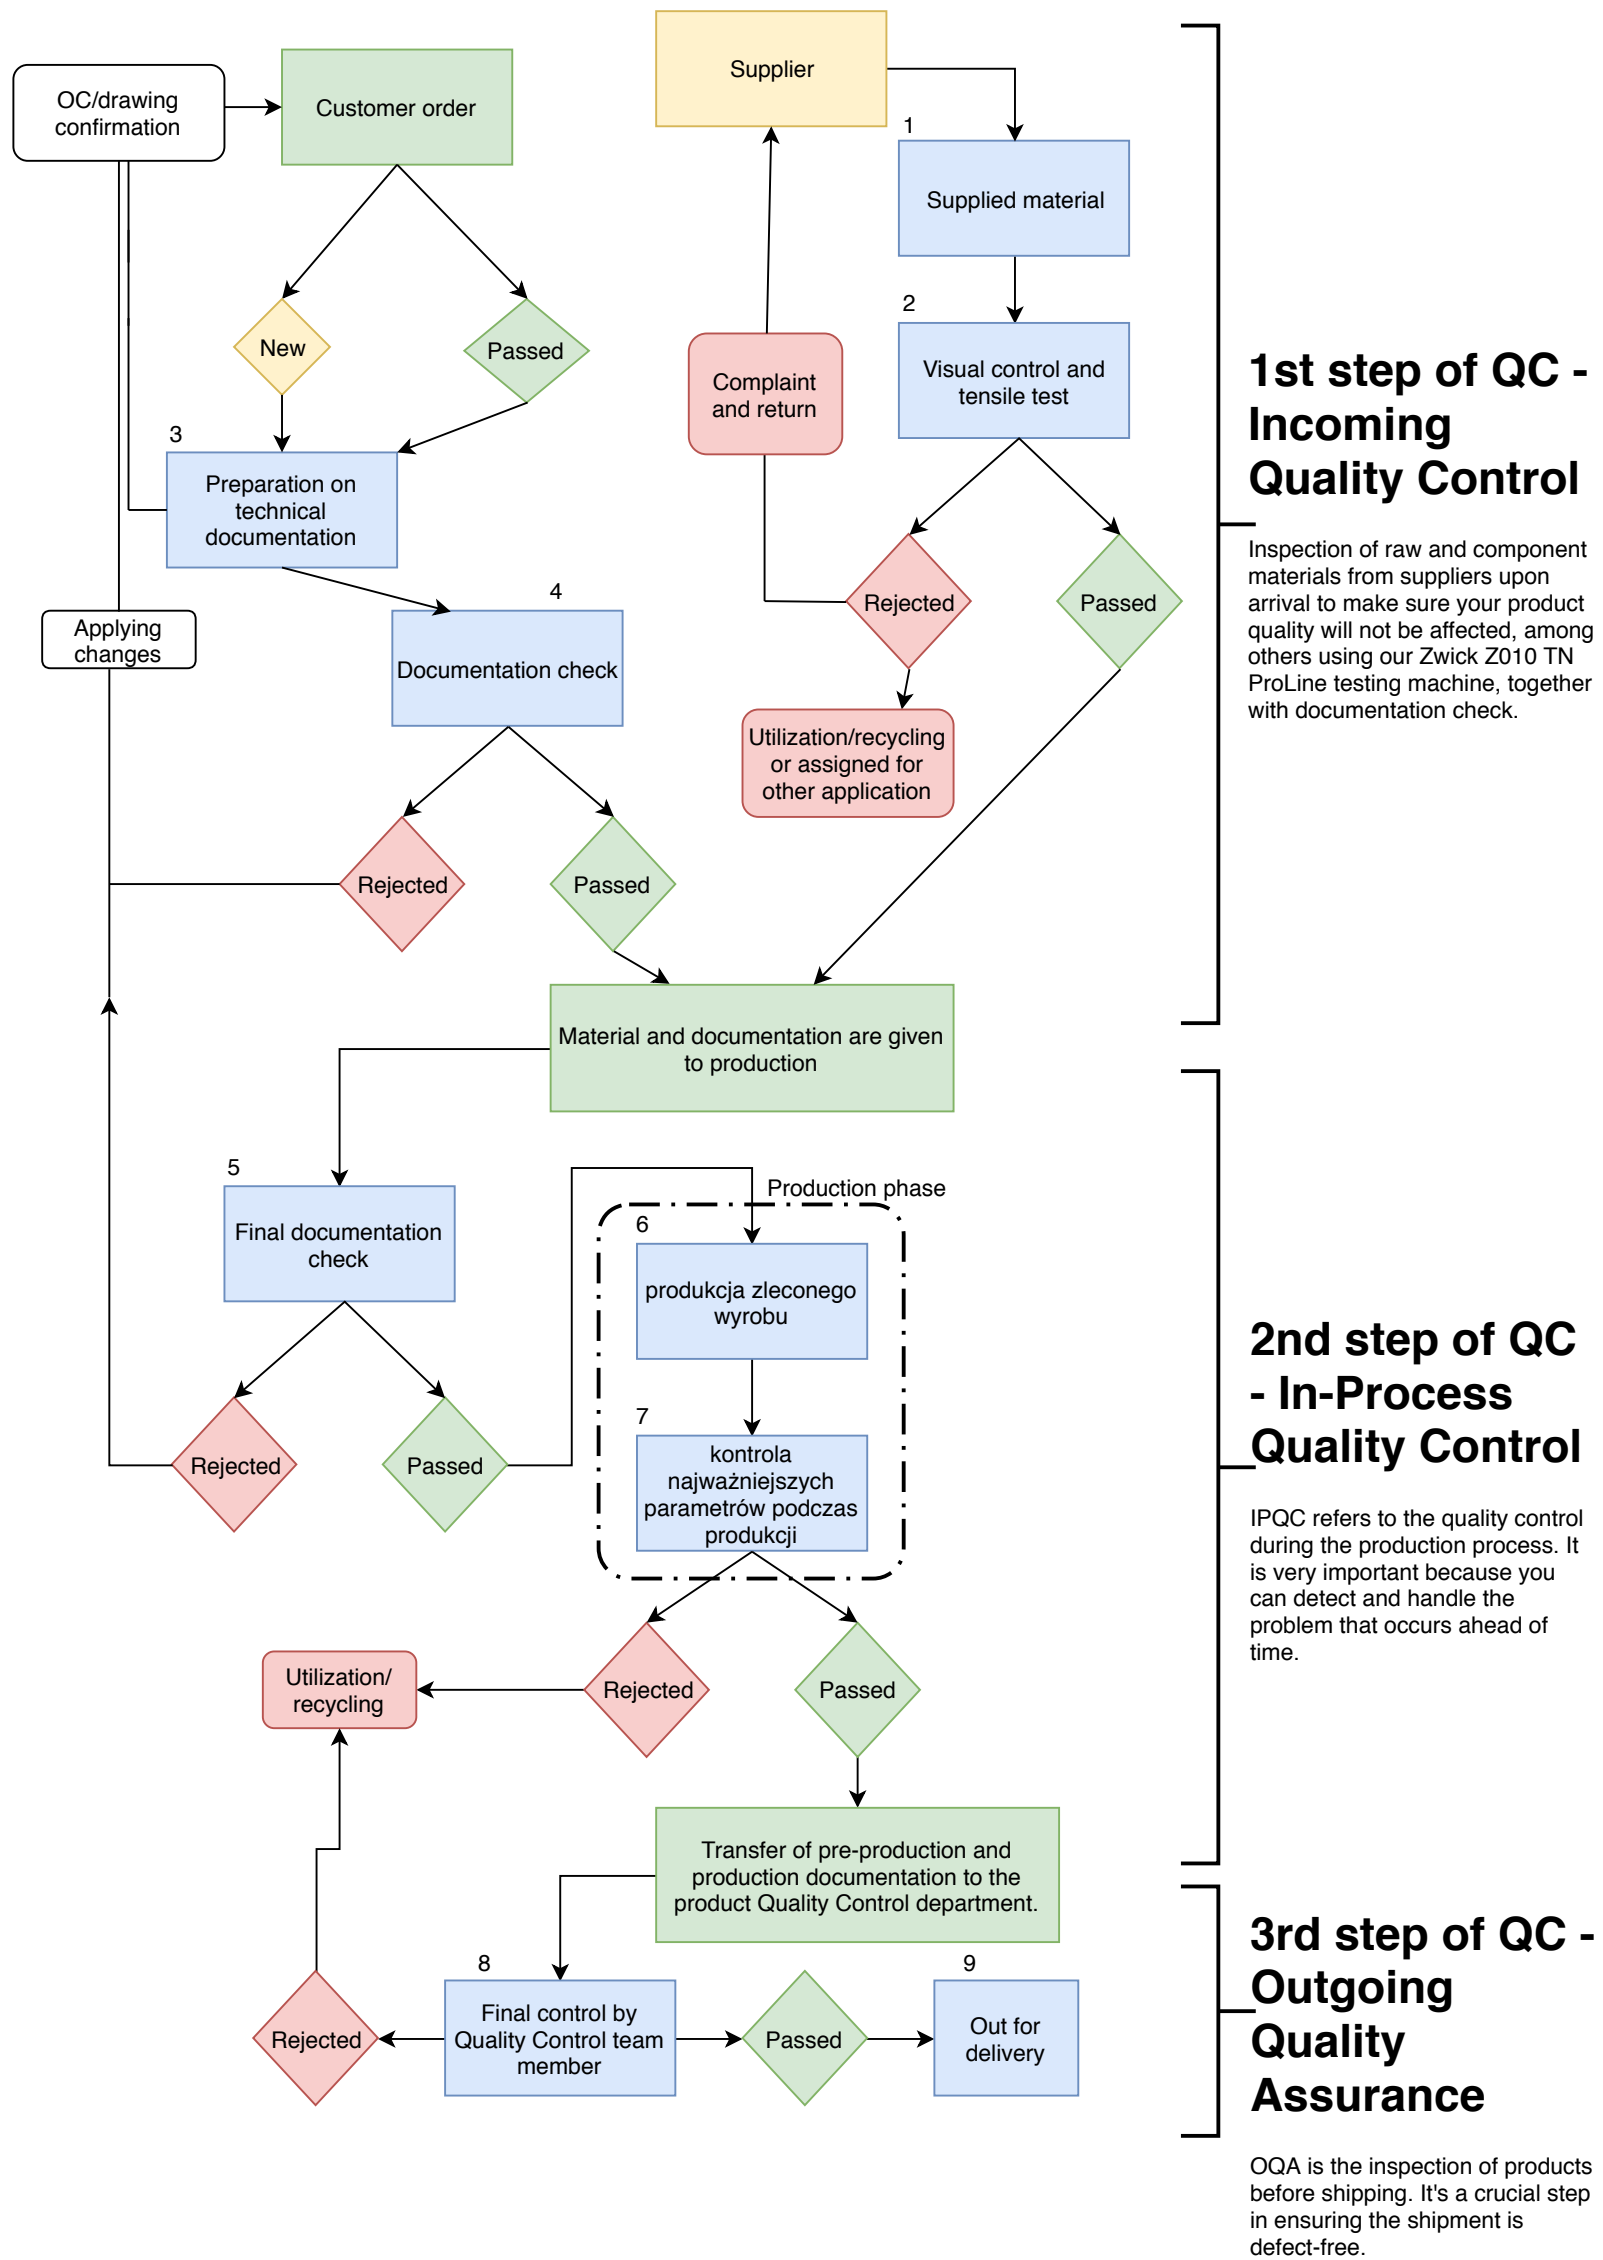 OC/drawing
confirmation
Customer order
Supplier
1
Supplied material
New
Passed
2
Visual control and
tensile test
Complaint
and return
3
Preparation on
technical
documentation
Rejected
Passed
4
Documentation check
Applying
changes
Utilization/recycling
or assigned for
other application
Rejected
Passed
Material and documentation are given
to production
1st step of QC -
Incoming
Quality Control
Inspection of raw and component
materials from suppliers upon
arrival to make sure your product
quality will not be affected, among
others using our Zwick Z010 TN
ProLine testing machine, together
with documentation check.
5
Final documentation
check
Production phase
6
produkcja zleconego
wyrobu
7
kontrola
najważniejszych
parametrów podczas
produkcji
Rejected
Passed
Utilization/
recycling
Rejected
Passed
Transfer of pre-production and
production documentation to the
product Quality Control department.
2nd step of QC
- In-Process
Quality Control
IPQC refers to the quality control
during the production process. It
is very important because you
can detect and handle the
problem that occurs ahead of
time.
8
Final control by
Quality Control team
member
Rejected
Passed
9
Out for
delivery
3rd step of QC -
Outgoing
Quality
Assurance
OQA is the inspection of products
before shipping. It's a crucial step
in ensuring the shipment is
defect-free.